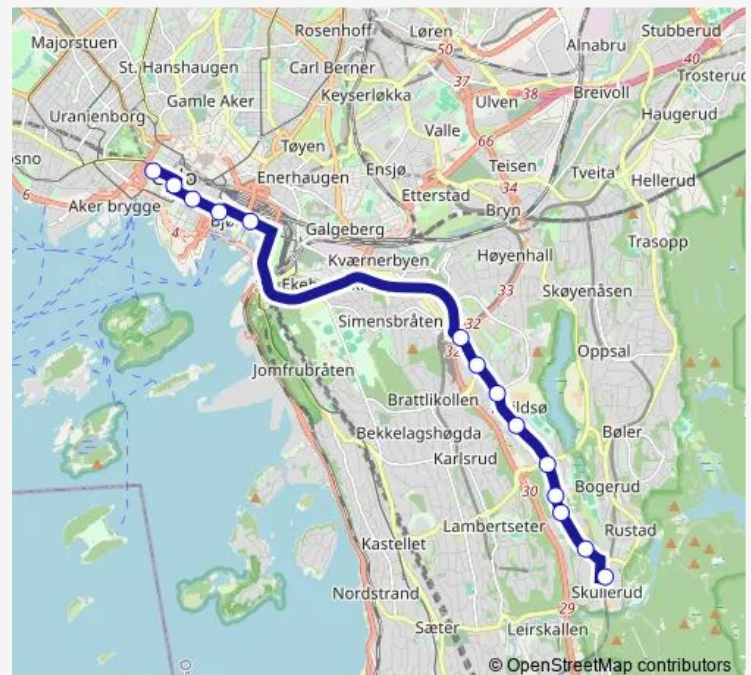 Rosenhoff
Løren
Stubberud
Majorstuen
50
Alnabru
40
St. Hanshaugen
Carl Berner
37
Trosterud
Gamle Aker
Keyserløkka
Ulven
38
Breivoll
Uranienborg
Haugerud
Valle
66
Tøyen
Teisen
Ensjø
Tveita
Hellerud
6
Enerhaugen
34
Aker brygge
Etterstad
Bryn
4
Galgeberg
Trasopp
Kværnerbyen
Høyenhall
33
Skøyenåsen
Simensbråten
32
Oppsal
Jomfrubråten
Brattlikollen
Bøler
Bekkelagshøgda
Karlsrud
30
Bogerud
Lambertseter
Rustad
Kastellet
Nordstrand
Skullerud
29
Sæter
Leirskallen
© OpenStreetMap contributors